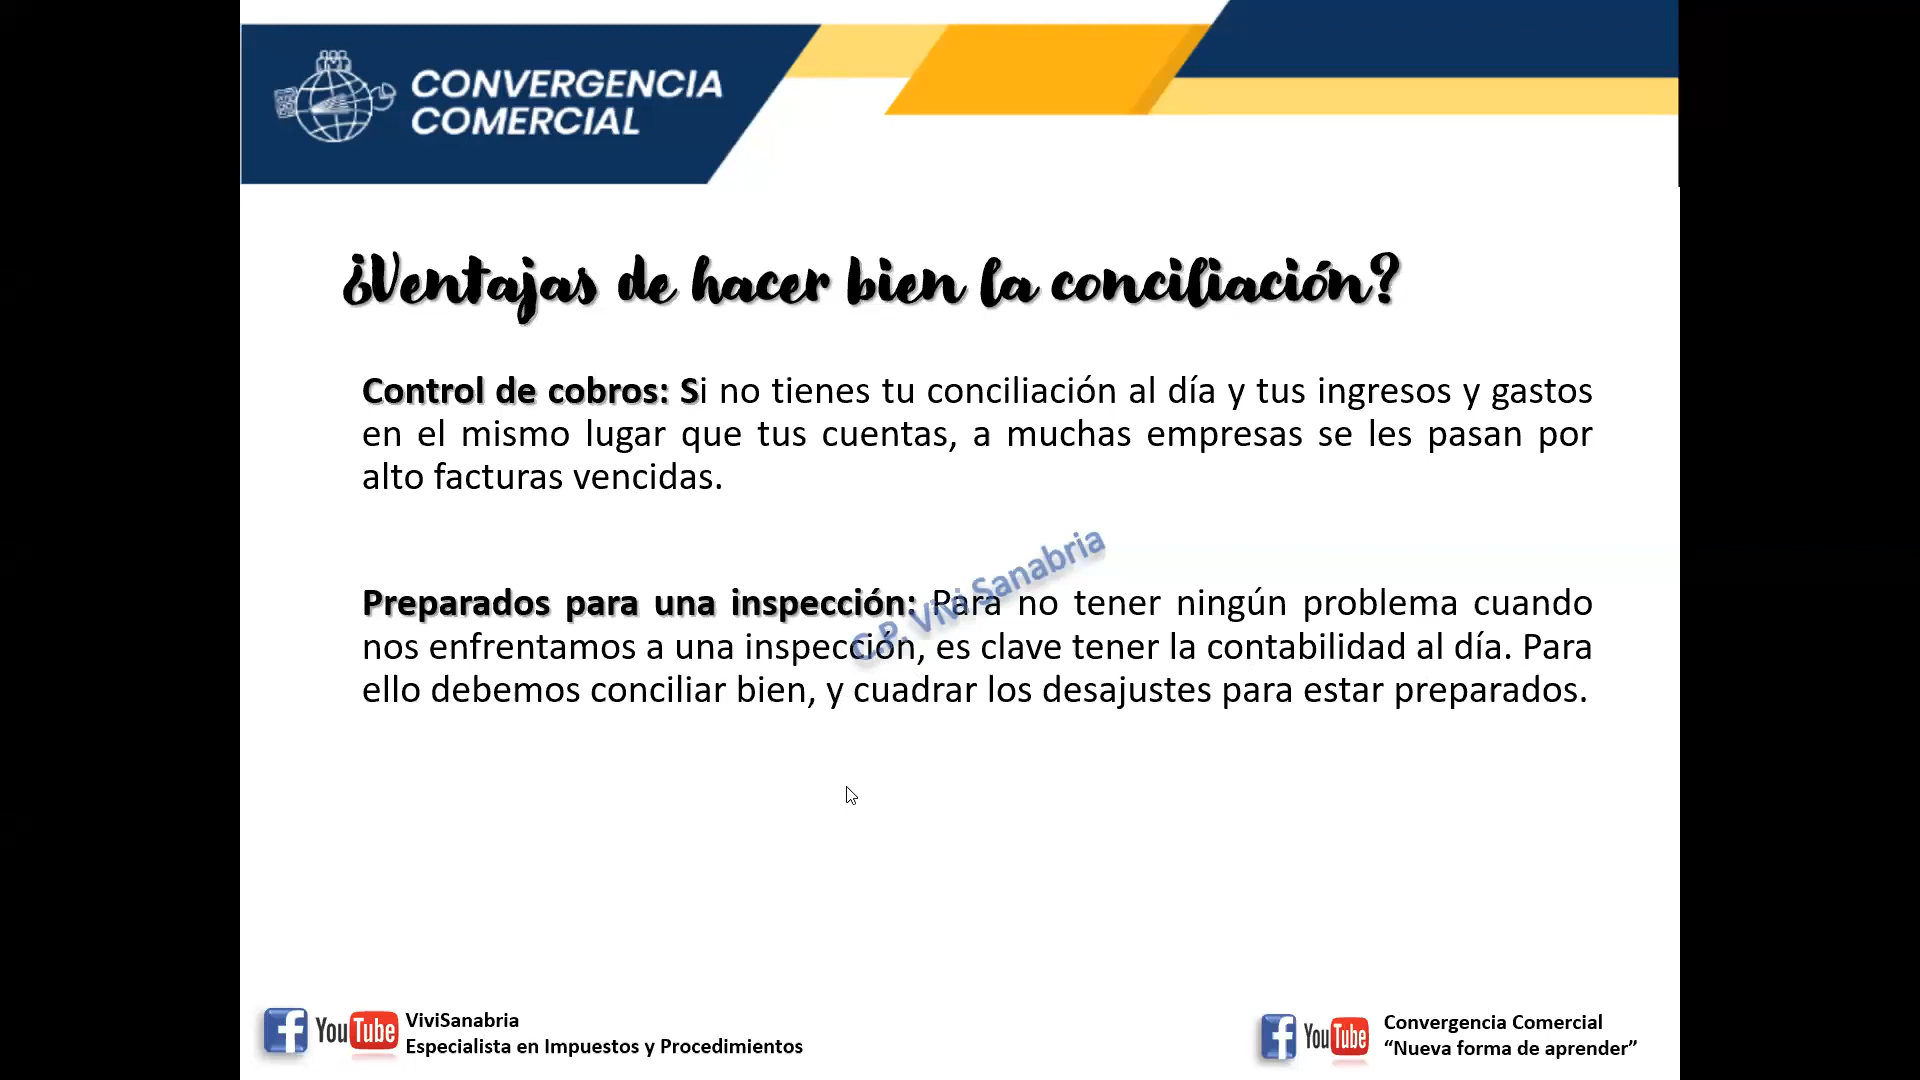 CONVERGENCIA
COMERCIAL
¿Ventajas de hacer bien la conciliación?
Control de cobros: Si no tienes tu conciliación al día y tus ingresos y gastos
en el mismo lugar que tus cuentas, a muchas empresas se les pasan por
alto facturas vencidas.
C.P. Vivi Sanabria
Preparados para una inspección: Para no tener ningún problema cuando
nos enfrentamos a una inspección, es clave tener la contabilidad al día. Para
ello debemos conciliar bien, y cuadrar los desajustes para estar preparados.
f YouTube ViviSanabria
Especialista en Impuestos y Procedimientos
f YouTube Convergencia Comercial
“Nueva forma de aprender”